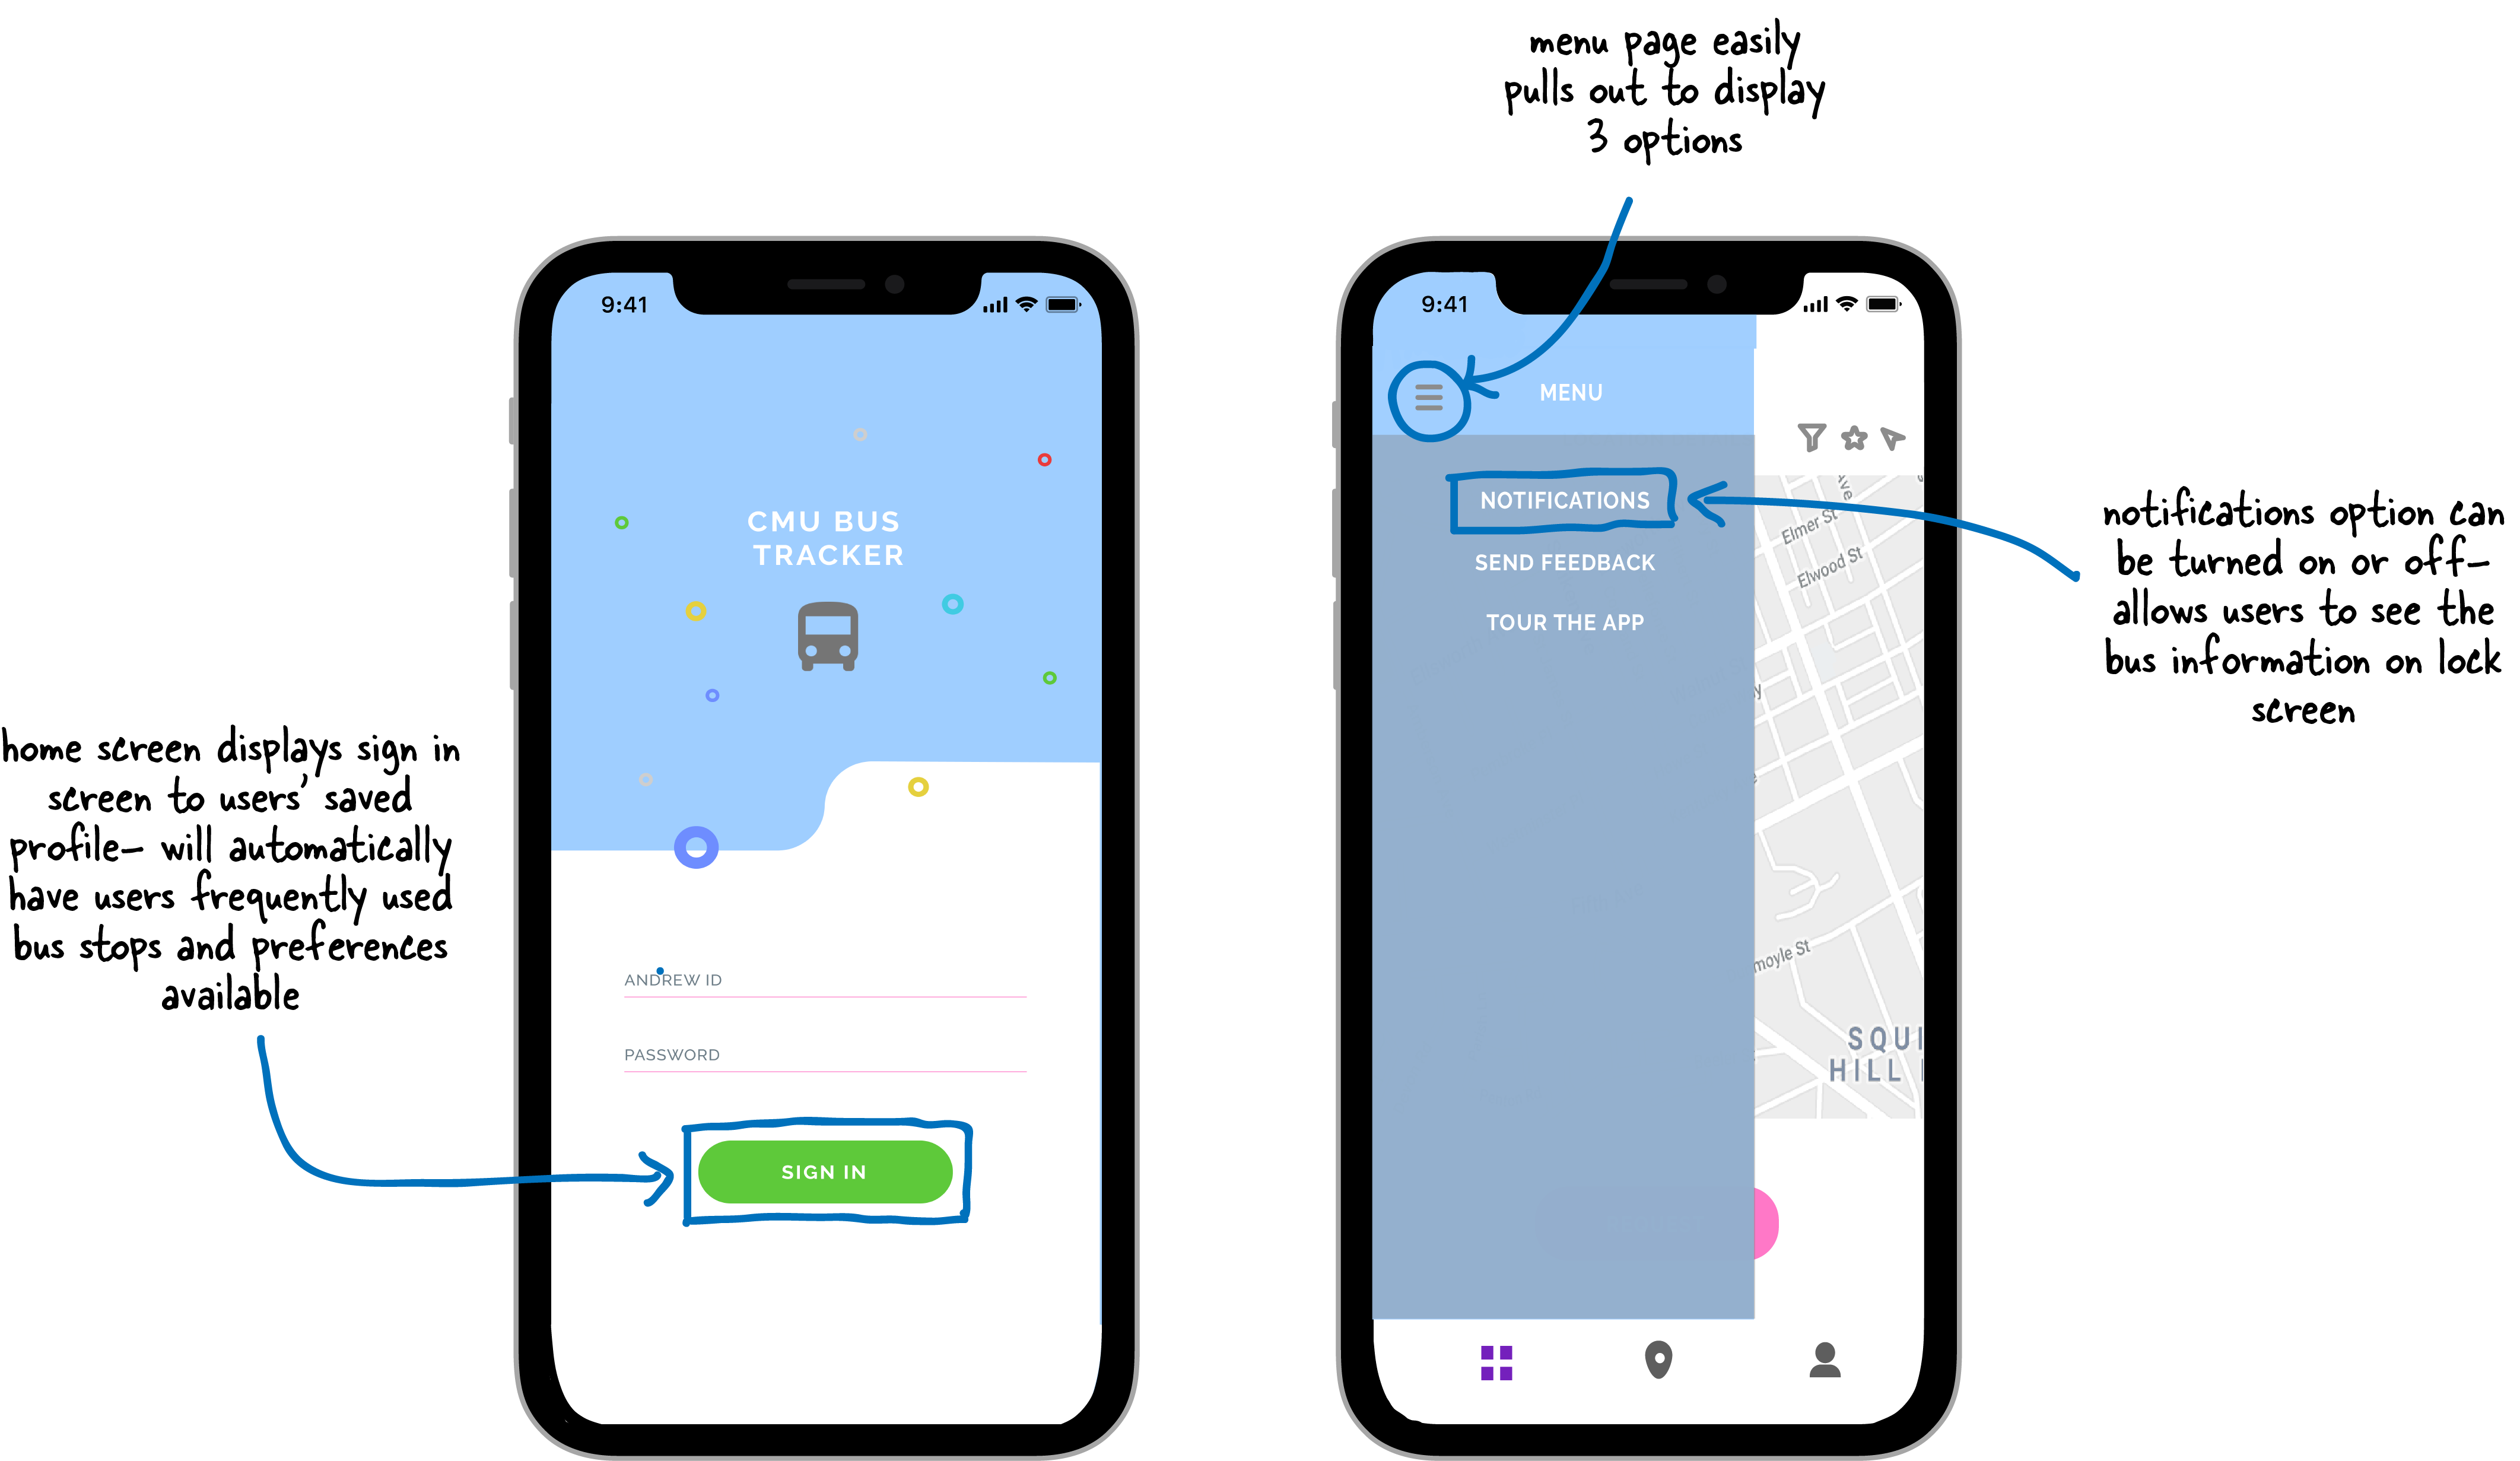 menu page easily
pulls out to display
3 options
9:41
CMU BUS
TRACKER
home screen displays sign in
screen to users' saved
profile— will automatically
have users frequently used
bus stops and preferences
available
ANDREW ID
PASSWORD
SIGN IN
9:41
MENU
NOTIFICATIONS
SEND FEEDBACK
TOUR THE APP
Ave
Elmer St
Elwood St
y
moyle St
SQUI
HILL
notifications option can
be turned on or off—
allows users to see the
bus information on lock
screen